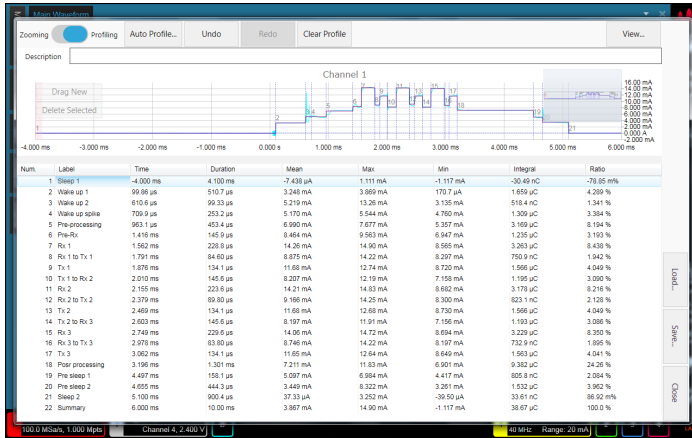 Main Waveform
Zooming Profiling Auto Profile... Undo Redo Clear Profile View...
Description
Channel 1
Drag New
Delete Selected
16.00 mA
14.00 mA
10.00 mA
8.000 mA
6.000 mA
4.000 mA
2.000 mA
0.000 A
-2.000 mA
-4.000 ms -3.000 ms -2.000 ms -1.000 ms 0.000 s 1.000 ms 2.000 ms 3.000 ms 4.000 ms 5.000 ms 6.000 ms
Num. Label Time Duration Mean Max Min Integral Ratio
1 Sleep 1 -4.000 ms 4.100 ms -7.438 µA 1.111 mA -1.117 mA -30.49 nC -78.85 m%
2 Wake up 1 99.86 µs 510.7 µs 3.248 mA 3.869 mA 170.7 µA 1.659 µC 4.289 %
3 Wake up 2 610.6 µs 99.33 µs 5.219 mA 13.26 mA 3.135 mA 518.4 nC 1.341 %
4 Wake up spike 709.9 µs 253.2 µs 5.170 mA 5.544 mA 4.760 mA 1.309 µC 3.384 %
5 Pre-processing 963.1 µs 453.4 µs 6.990 mA 7.677 mA 5.357 mA 3.169 µC 8.194 %
6 Pre-Rx 1.416 ms 145.9 µs 8.464 mA 9.563 mA 6.947 mA 1.235 µC 3.193 %
7 Rx 1 1.562 ms 228.8 µs 14.26 mA 14.90 mA 8.565 mA 3.263 µC 8.438 %
8 Rx 1 to Tx 1 1.791 ms 84.60 µs 8.875 mA 14.22 mA 8.297 mA 750.9 nC 1.942 %
9 Tx 1 1.876 ms 134.1 µs 11.68 mA 12.74 mA 8.720 mA 1.566 µC 4.049 %
10 Tx 1 to Rx 2 2.010 ms 145.6 µs 8.207 mA 12.19 mA 7.158 mA 1.195 µC 3.090 %
11 Rx 2 2.155 ms 223.6 µs 14.21 mA 14.83 mA 8.682 mA 3.178 µC 8.216 %
12 Rx 2 to Tx 2 2.379 ms 89.80 µs 9.166 mA 14.25 mA 8.300 mA 823.1 nC 2.128 %
13 Tx 2 2.469 ms 134.1 µs 11.68 mA 12.68 mA 8.730 mA 1.566 µC 4.049 %
14 Tx 2 to Rx 3 2.603 ms 145.6 µs 8.197 mA 11.91 mA 7.156 mA 1.193 µC 3.086 %
15 Rx 3 2.749 ms 229.6 µs 14.06 mA 14.72 mA 8.694 mA 3.229 µC 8.350 %
16 Rx 3 to Tx 3 2.978 ms 83.80 µs 8.746 mA 14.22 mA 8.197 mA 732.9 nC 1.895 %
17 Tx 3 3.062 ms 134.1 µs 11.65 mA 12.64 mA 8.649 mA 1.563 µC 4.041 %
18 Posr processing 3.196 ms 1.301 ms 7.211 mA 11.83 mA 6.901 mA 9.382 µC 24.26 %
19 Pre sleep 1 4.497 ms 158.1 µs 5.097 mA 6.984 mA 4.417 mA 805.8 nC 2.084 %
20 Pre sleep 2 4.655 ms 444.3 µs 3.449 mA 8.322 mA 3.261 mA 1.532 µC 3.962 %
21 Sleep 2 5.100 ms 900.4 µs 37.33 µA 3.252 mA -39.50 µA 33.61 nC 86.92 m%
22 Summary 6.000 ms 10.00 ms 3.867 mA 14.90 mA -1.117 mA 38.67 µC 100.0 %
Load...
Save...
Close
100.0 MSa/s, 1.000 Mpts Channel 4, 2.400 V 40 MHz Range: 20 mA